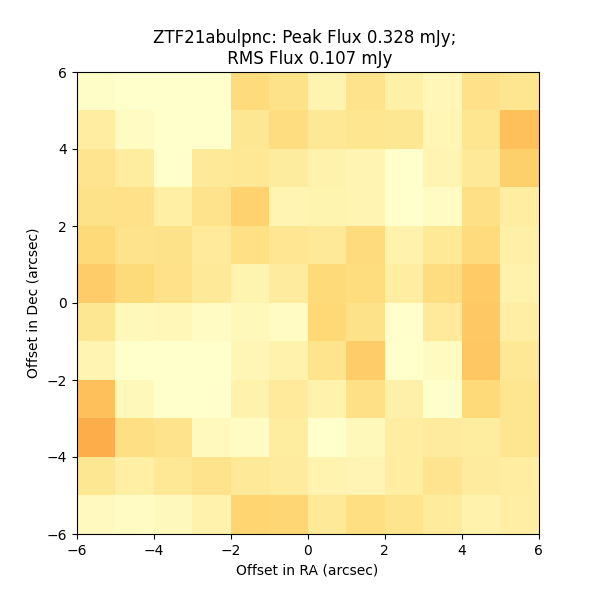 ZTF21abulpnc: Peak Flux 0.328 mJy;
RMS Flux 0.107 mJy
6
4
2
0
−2
−4
−6
Offset in Dec (arcsec)
−6 −4 −2 0 2 4 6
Offset in RA (arcsec)